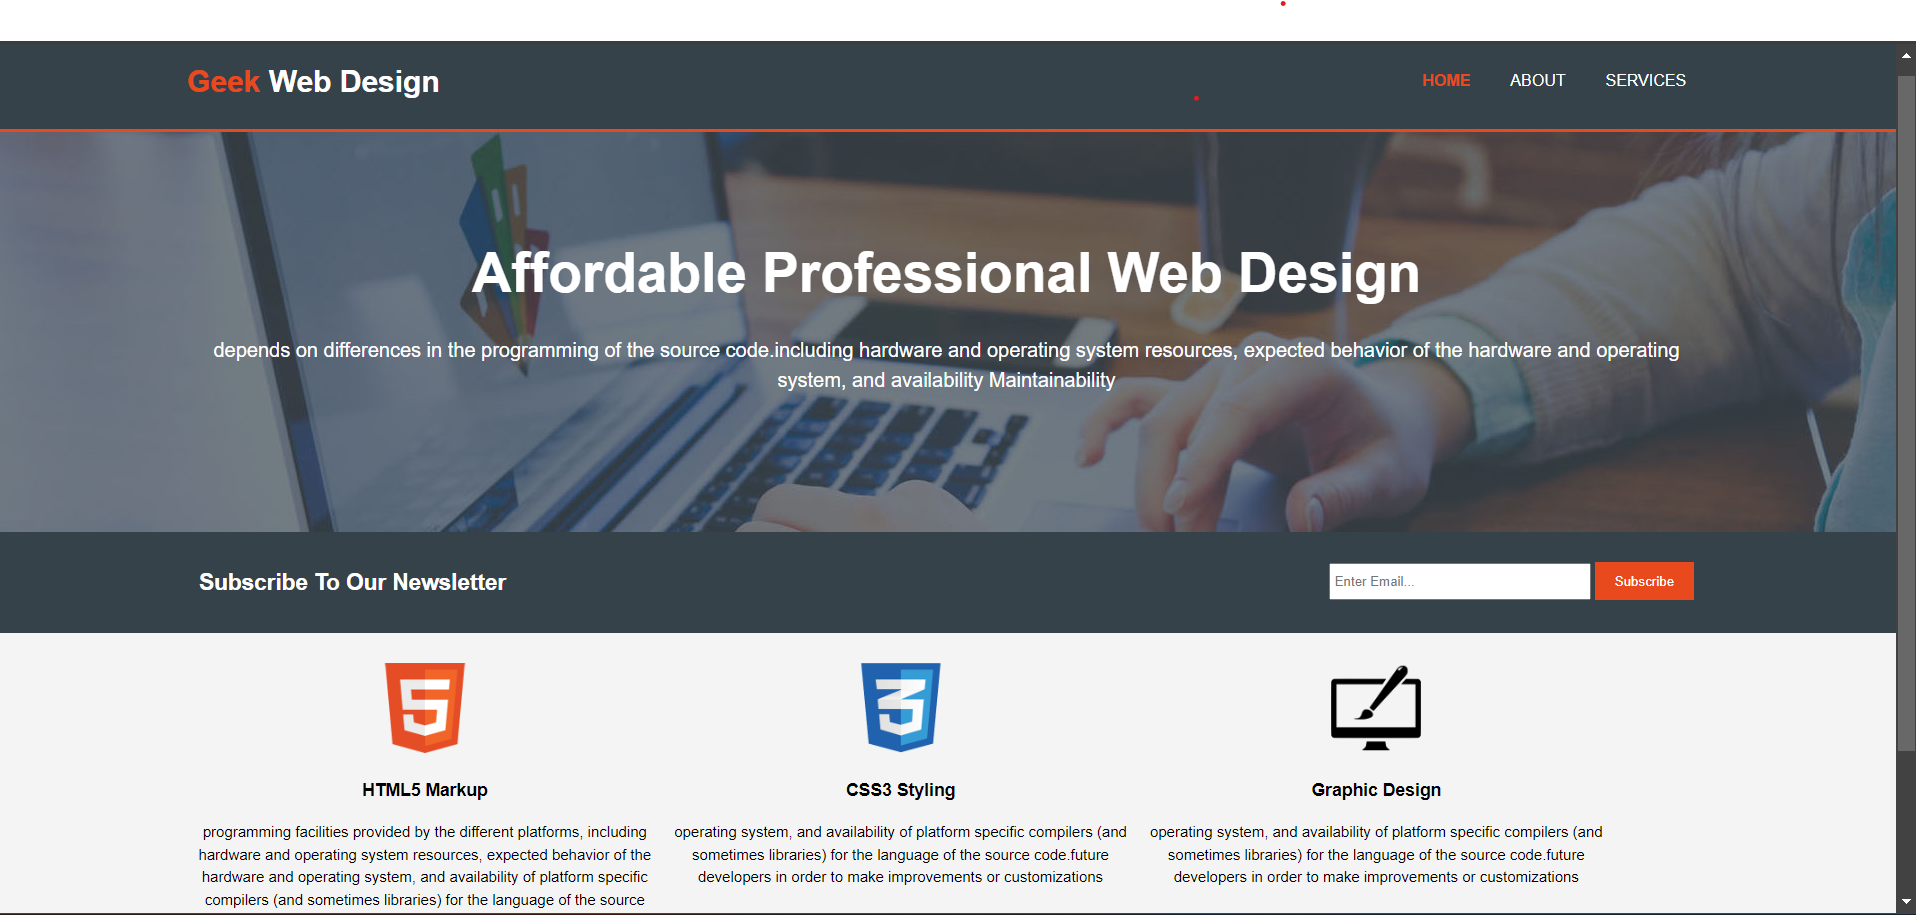 Geek Web Design
HOME ABOUT SERVICES
Affordable Professional Web Design
depends on differences in the programming of the source code.including hardware and operating system resources, expected behavior of the hardware and operating
system, and availability Maintainability
Subscribe To Our Newsletter
Enter Email...
Subscribe
HTML5 Markup
programming facilities provided by the different platforms, including
hardware and operating system resources, expected behavior of the
hardware and operating system, and availability of platform specific
compilers (and sometimes libraries) for the language of the source
CSS3 Styling
operating system, and availability of platform specific compilers (and
sometimes libraries) for the language of the source code.future
developers in order to make improvements or customizations
Graphic Design
operating system, and availability of platform specific compilers (and
sometimes libraries) for the language of the source code.future
developers in order to make improvements or customizations